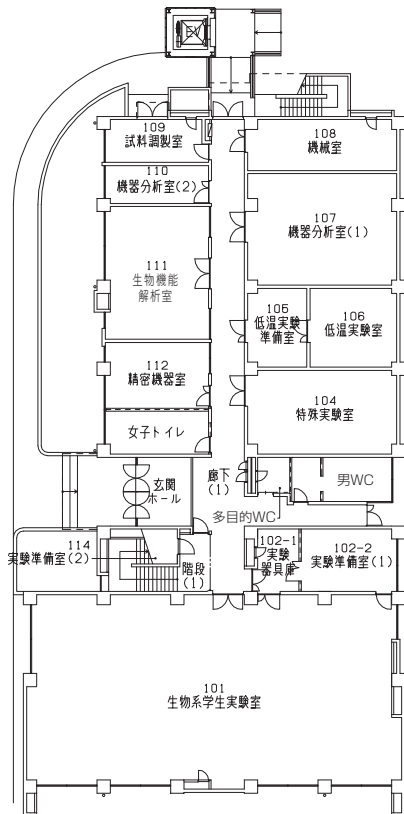 EV
109
試料調製室
108
機械室
110
機器分析室(2)
107
機器分析室(1)
111
生物機能
解析室
105
低温実験
準備室
106
低温実験室
112
精密機器室
104
特殊実験室
女子トイレ
廊下
(1)
男WC
玄関
ホール
多目的WC
114
実験準備室(2)
階段
(1)
102-1
実験
器具庫
102-2
実験準備室(1)
101
生物系学生実験室